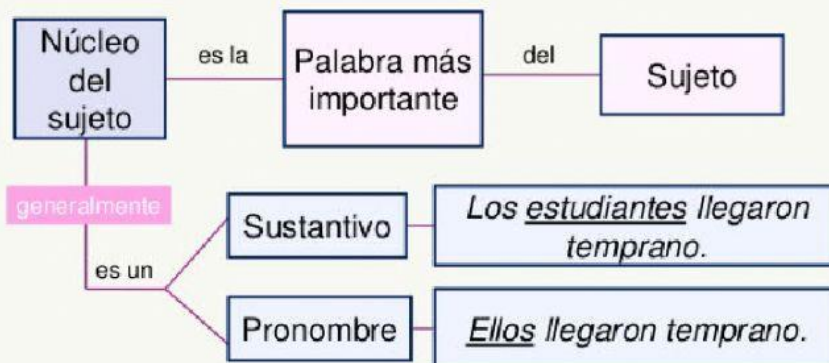 Núcleo
del
sujeto
es la
Palabra más
importante
del
Sujeto
generalmente
es un
Sustantivo
Los estudiantes llegaron
temprano.
Pronombre
Ellos llegaron temprano.